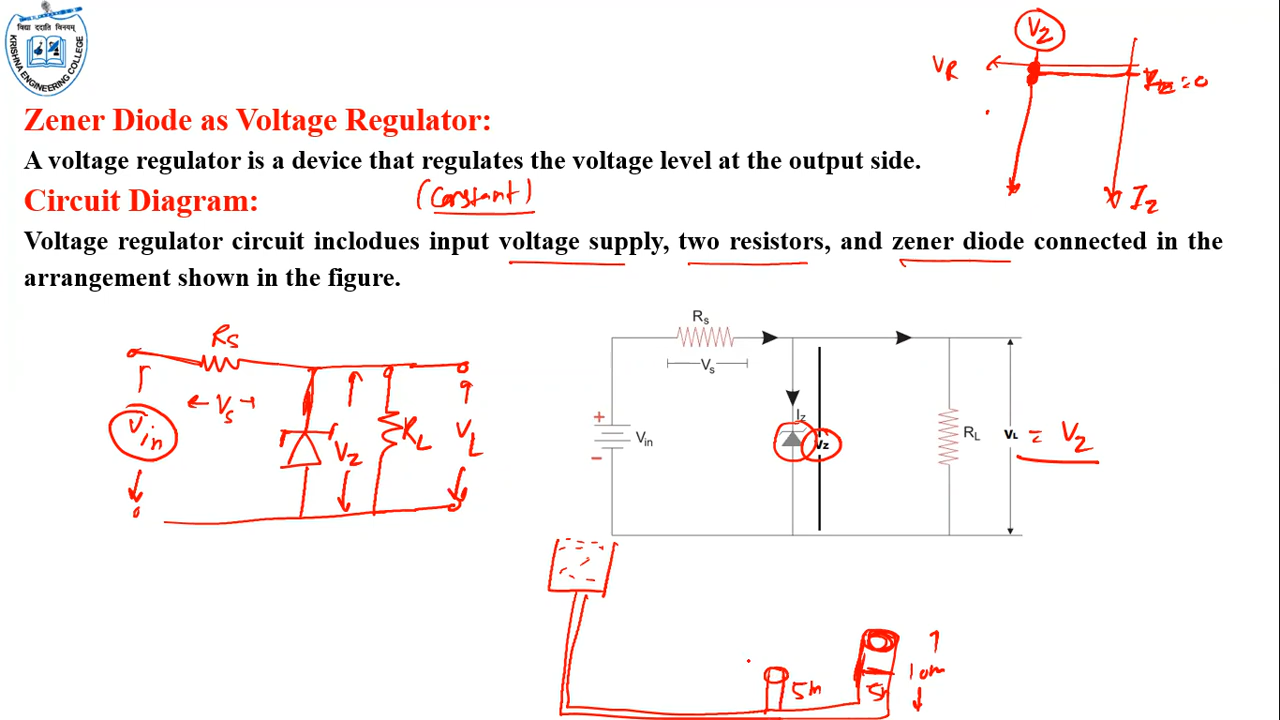 विद्या ददाति विनयम्
KRISHNA ENGINEERING COLLEGE
Vz
VR
Iz
Zener Diode as Voltage Regulator:
A voltage regulator is a device that regulates the voltage level at the output side.
Circuit Diagram:
(Constant)
Voltage regulator circuit inclodues input voltage supply, two resistors, and zener diode connected in the
arrangement shown in the figure.
Rs
Vs
Vin
Vz
RL
VL
Rs
Vs
+
Vin
−
Iz
Vz
RL
VL = Vz
5m
5m
10m